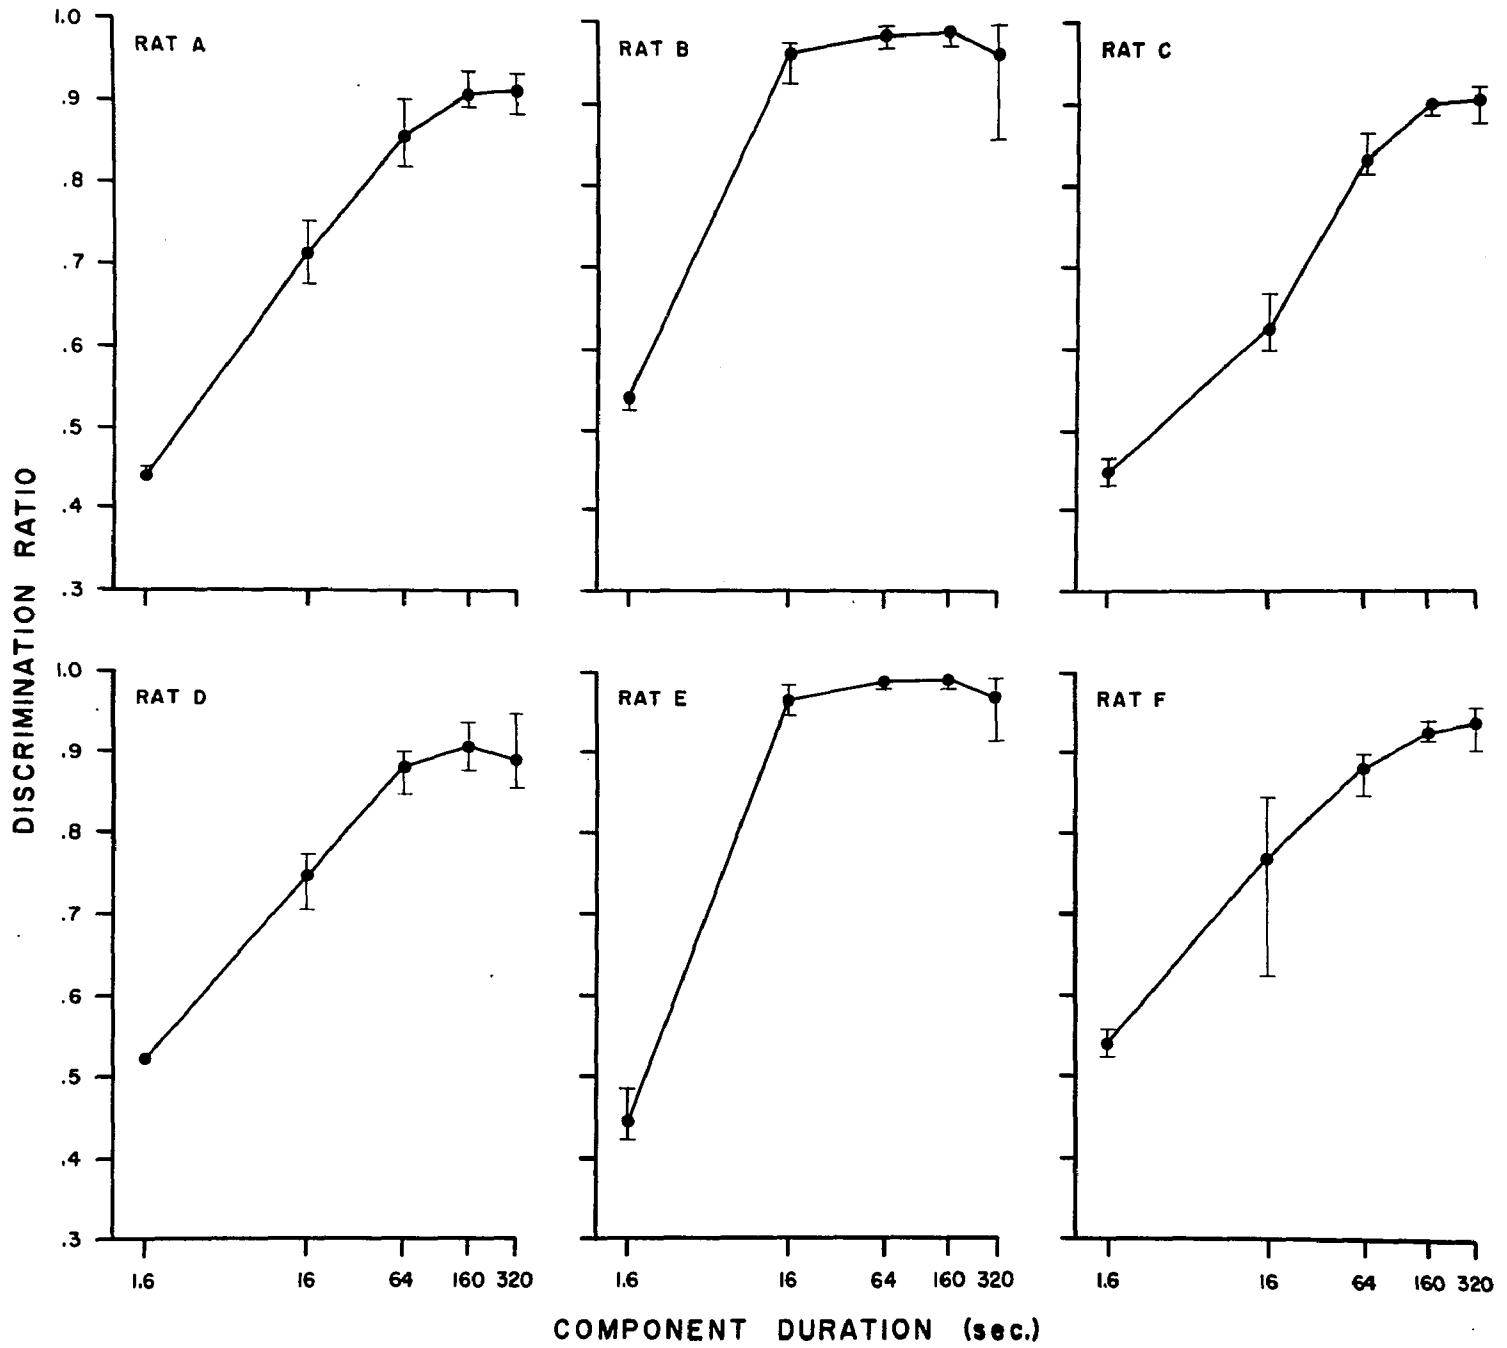 RAT A
RAT B
RAT C
1.0
.9
.8
.7
.6
.5
.4
.3
DISCRIMINATION RATIO
RAT D
RAT E
RAT F
1.0
.9
.8
.7
.6
.5
.4
.3
1.6 16 64 160 320
1.6 16 64 160 320
1.6 16 64 160 320
COMPONENT DURATION (sec.)